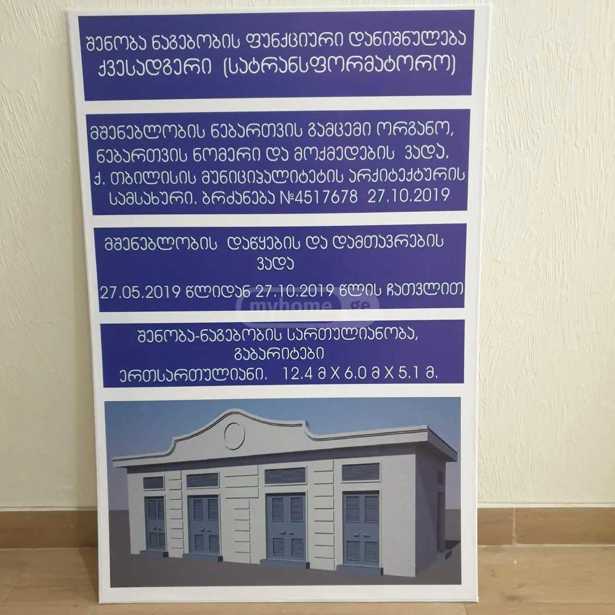 შენობა ნაგებობის ფუნქციური დანიშნულება
ქვესადგერი (სატრანსფორმატორო)
მშენებლობის ნებართვის გამცემი ორგანო,
ნებართვის ნომერი და მოქმედების ვადა.
ქ. თბილისის მუნიციპალიტეტის არქიტექტურის
სამსახური. ბრძანება №4517678 27.10.2019
მშენებლობის დაწყების და დამთავრების
ვადა
27.05.2019 წლიდან 27.10.2019 წლის ჩათვლით
myhome.ge
შენობა-ნაგებობის სართულიანობა,
გაბარიტები
ერთსართულიანი. 12.4 მ X 6.0 მ X 5.1 მ.